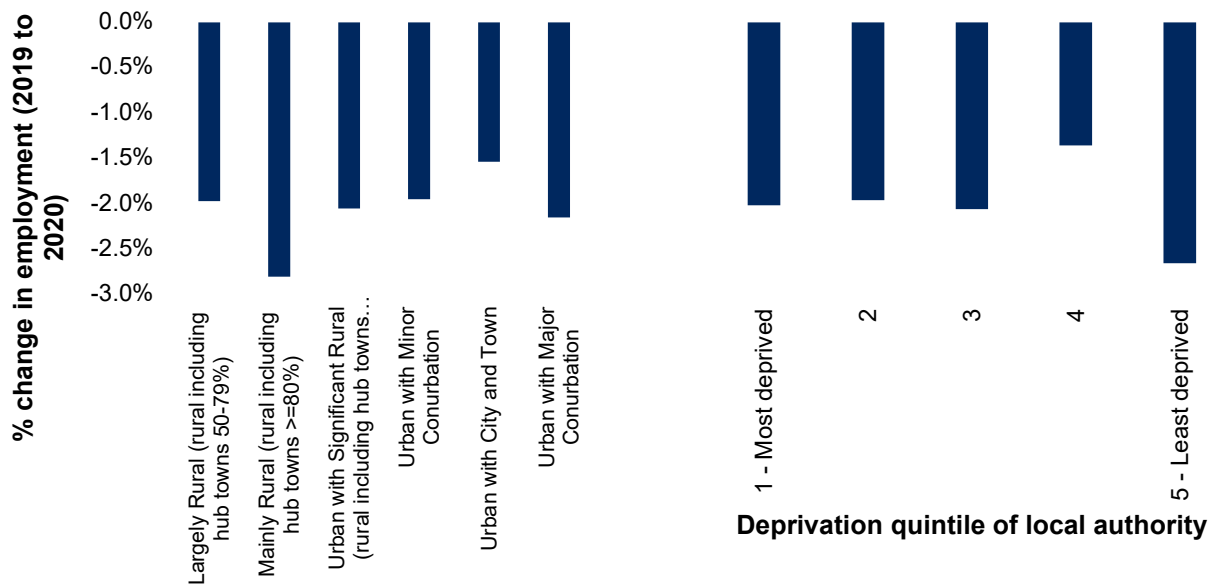 % change in employment (2019 to
2020)
0.0%
-0.5%
-1.0%
-1.5%
-2.0%
-2.5%
-3.0%
Largely Rural (rural including
hub towns 50-79%)
Mainly Rural (rural including
hub towns >=80%)
Urban with Significant Rural
(rural including hub towns…
Urban with Minor
Conurbation
Urban with City and Town
Urban with Major
Conurbation
1 - Most deprived
2
3
4
5 - Least deprived
Deprivation quintile of local authority